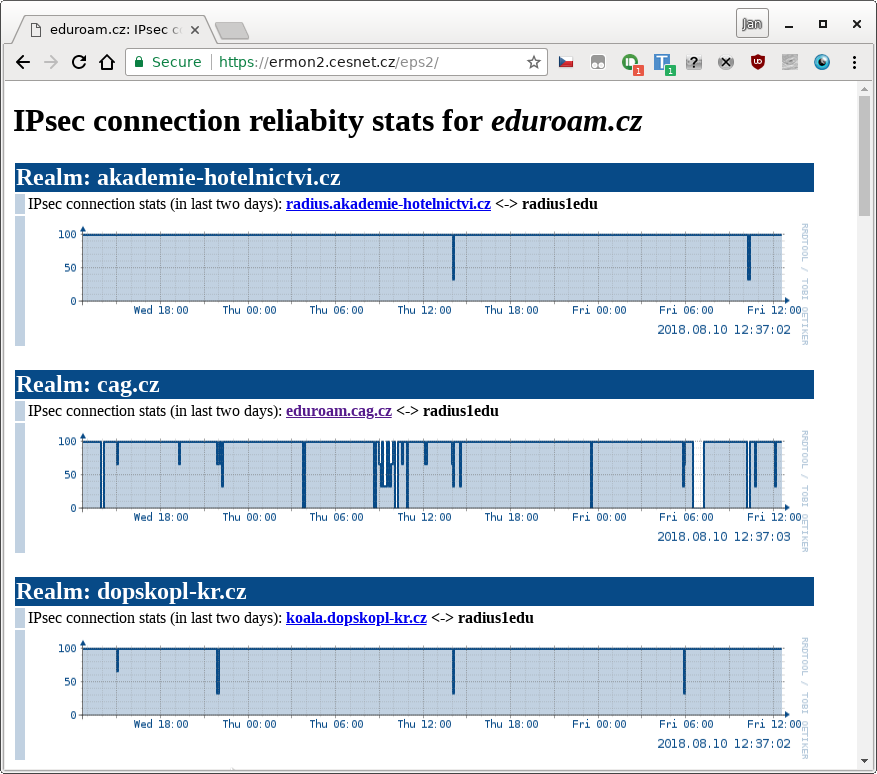 Jan
eduroam.cz: IPsec c
Secure https://ermon2.cesnet.cz/eps2/
1 T 1 ? UD
IPsec connection reliabity stats for eduroam.cz
Realm: akademie-hotelnictvi.cz
IPsec connection stats (in last two days): radius.akademie-hotelnictvi.cz <-> radius1edu
100
50
0
Wed 18:00 Thu 00:00 Thu 06:00 Thu 12:00 Thu 18:00 Fri 00:00 Fri 06:00 Fri 12:00
2018.08.10 12:37:02
RRDTOOL / TOBI OETIKER
Realm: cag.cz
IPsec connection stats (in last two days): eduroam.cag.cz <-> radius1edu
100
50
0
Wed 18:00 Thu 00:00 Thu 06:00 Thu 12:00 Thu 18:00 Fri 00:00 Fri 06:00 Fri 12:00
2018.08.10 12:37:03
RRDTOOL / TOBI OETIKER
Realm: dopskopl-kr.cz
IPsec connection stats (in last two days): koala.dopskopl-kr.cz <-> radius1edu
100
50
0
Wed 18:00 Thu 00:00 Thu 06:00 Thu 12:00 Thu 18:00 Fri 00:00 Fri 06:00 Fri 12:00
2018.08.10 12:37:02
RRDTOOL / TOBI OETIKER